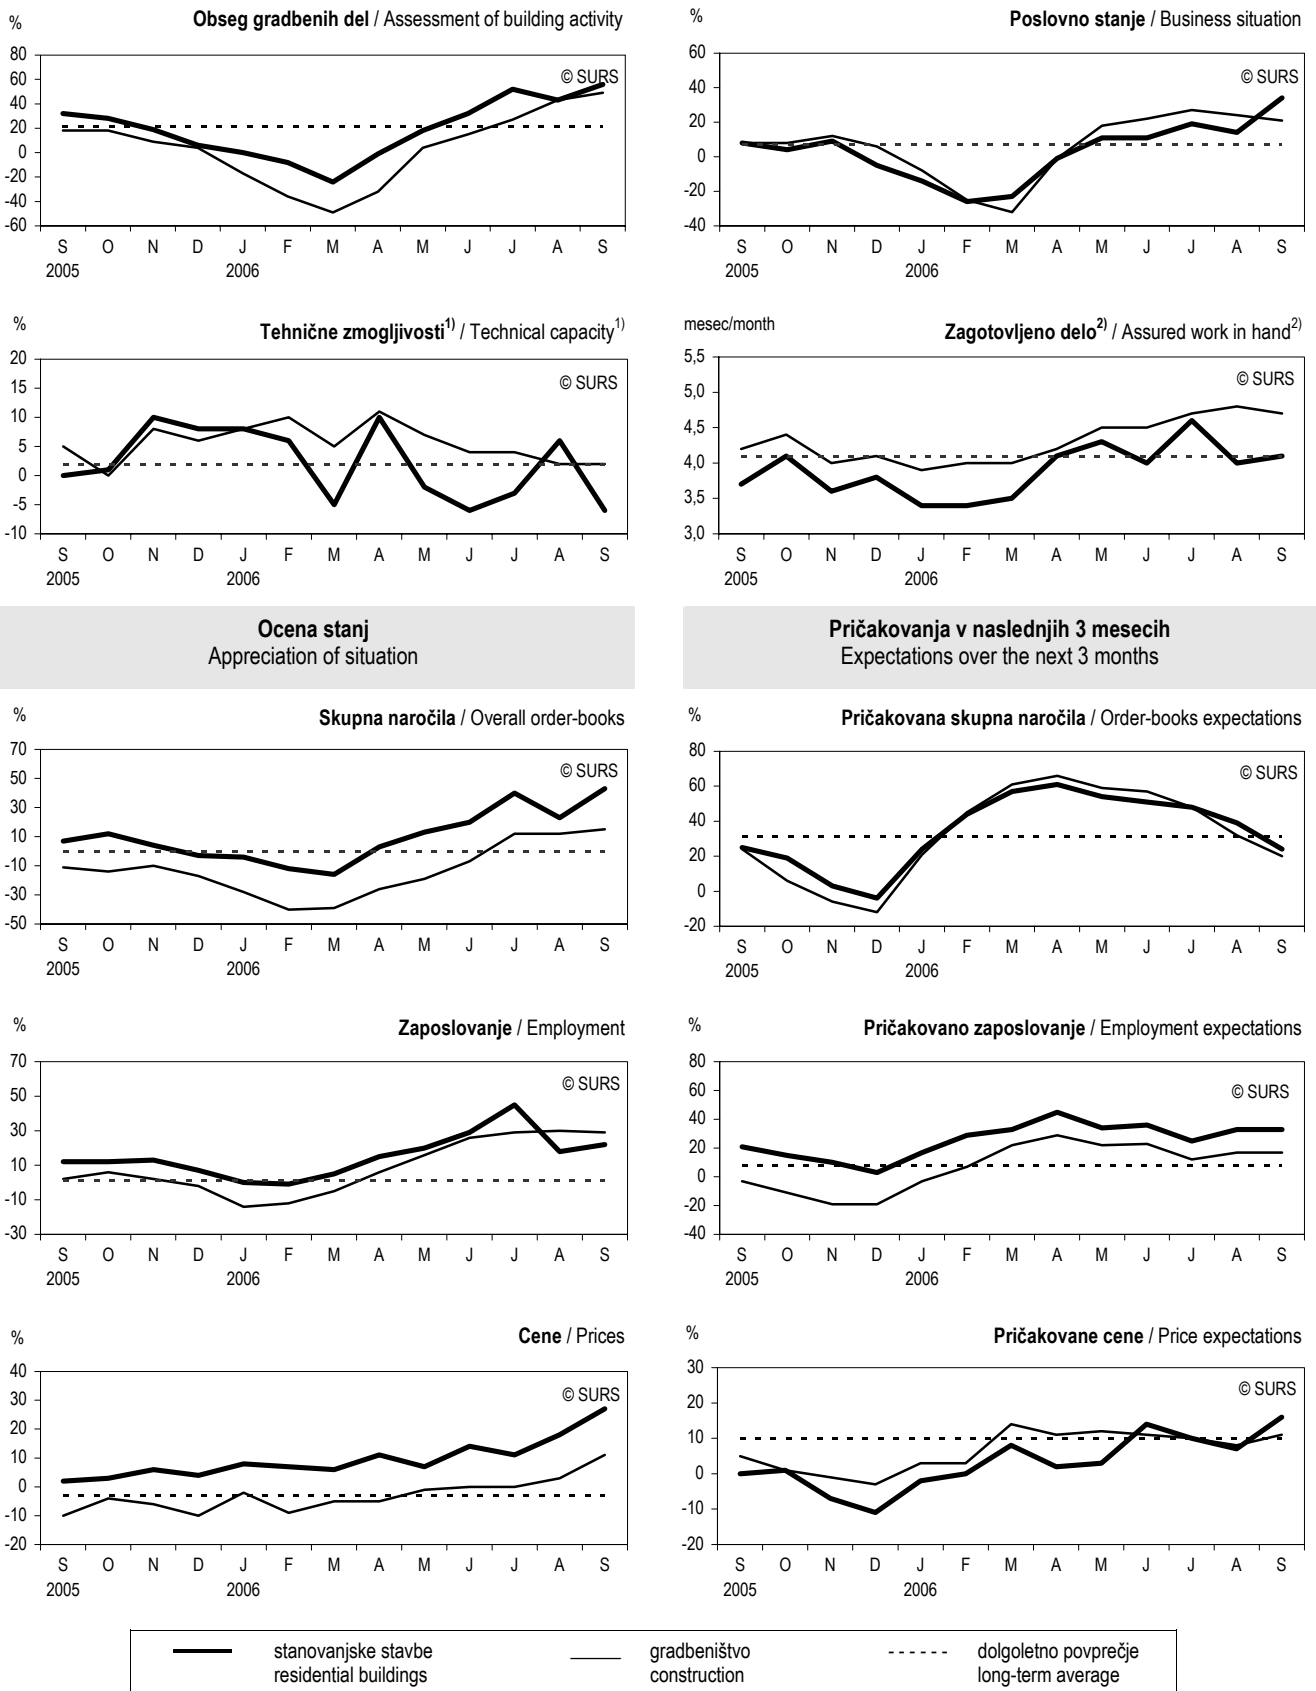 % Obseg gradbenih del / Assessment of building activity
80
60
40
20
0
-20
-40
-60
© SURS
S O N D J F M A M J J A S
2005 2006
% Poslovno stanje / Business situation
60
40
20
0
-20
-40
© SURS
S O N D J F M A M J J A S
2005 2006
% Tehnične zmogljivosti1) / Technical capacity1)
20
15
10
5
0
-5
-10
© SURS
S O N D J F M A M J J A S
2005 2006
mesec/month Zagotovljeno delo2) / Assured work in hand2)
5,5
5,0
4,5
4,0
3,5
3,0
© SURS
S O N D J F M A M J J A S
2005 2006
Ocena stanj
Appreciation of situation
Pričakovanja v naslednjih 3 mesecih
Expectations over the next 3 months
% Skupna naročila / Overall order-books
70
50
30
10
-10
-30
-50
© SURS
S O N D J F M A M J J A S
2005 2006
% Pričakovana skupna naročila / Order-books expectations
80
60
40
20
0
-20
© SURS
S O N D J F M A M J J A S
2005 2006
% Zaposlovanje / Employment
70
50
30
10
-10
-30
© SURS
S O N D J F M A M J J A S
2005 2006
% Pričakovano zaposlovanje / Employment expectations
80
60
40
20
0
-20
-40
© SURS
S O N D J F M A M J J A S
2005 2006
% Cene / Prices
40
30
20
10
0
-10
-20
© SURS
S O N D J F M A M J J A S
2005 2006
% Pričakovane cene / Price expectations
30
20
10
0
-10
-20
© SURS
S O N D J F M A M J J A S
2005 2006
stanovanjske stavbe
residential buildings
gradbeništvo
construction
dolgoletno povprečje
long-term average